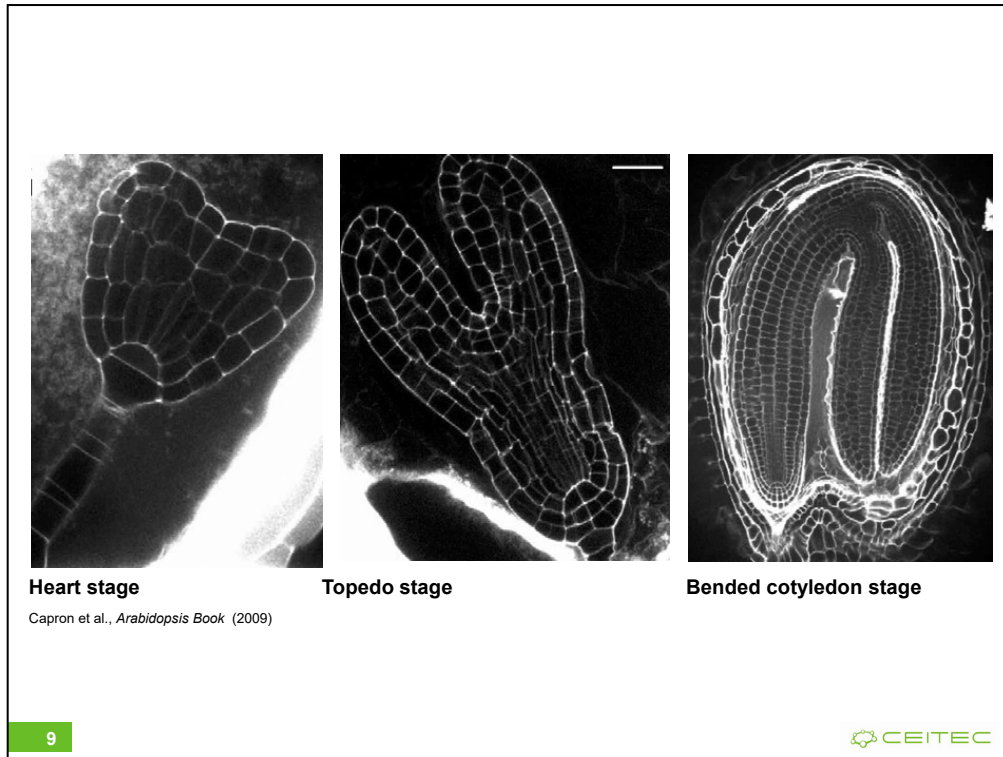 Heart stage
Topedo stage
Bended cotyledon stage
Capron et al., Arabidopsis Book (2009)
9
CEITEC